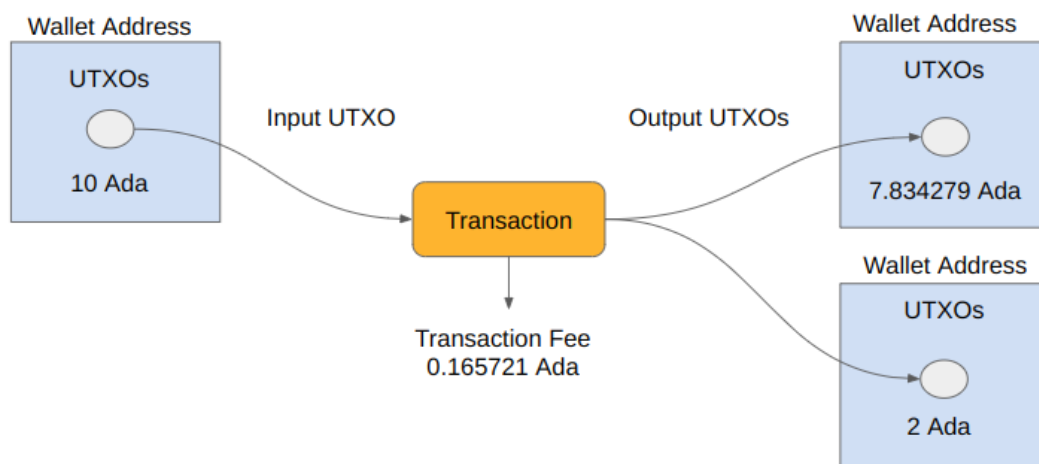 Wallet Address
UTXOs
10 Ada
Input UTXO
Transaction
Transaction Fee
0.165721 Ada
Output UTXOs
Wallet Address
UTXOs
7.834279 Ada
Wallet Address
UTXOs
2 Ada